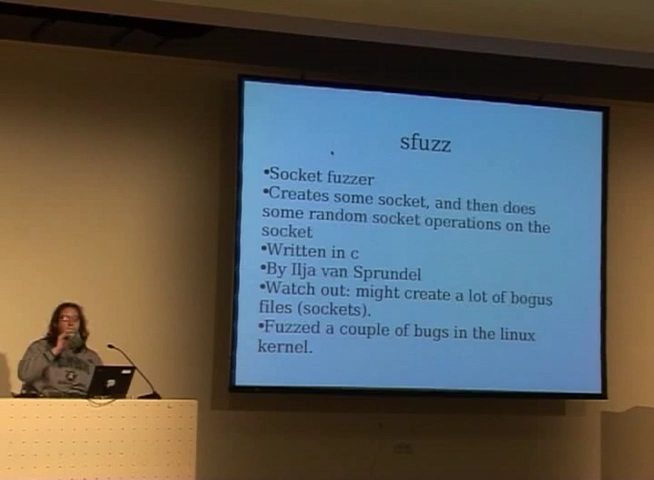 sfuzz
•Socket fuzzer
•Creates some socket, and then does
some random socket operations on the
socket
•Written in c
•By Ilja van Sprundel
•Watch out: might create a lot of bogus
files (sockets).
•Fuzzed a couple of bugs in the linux
kernel.